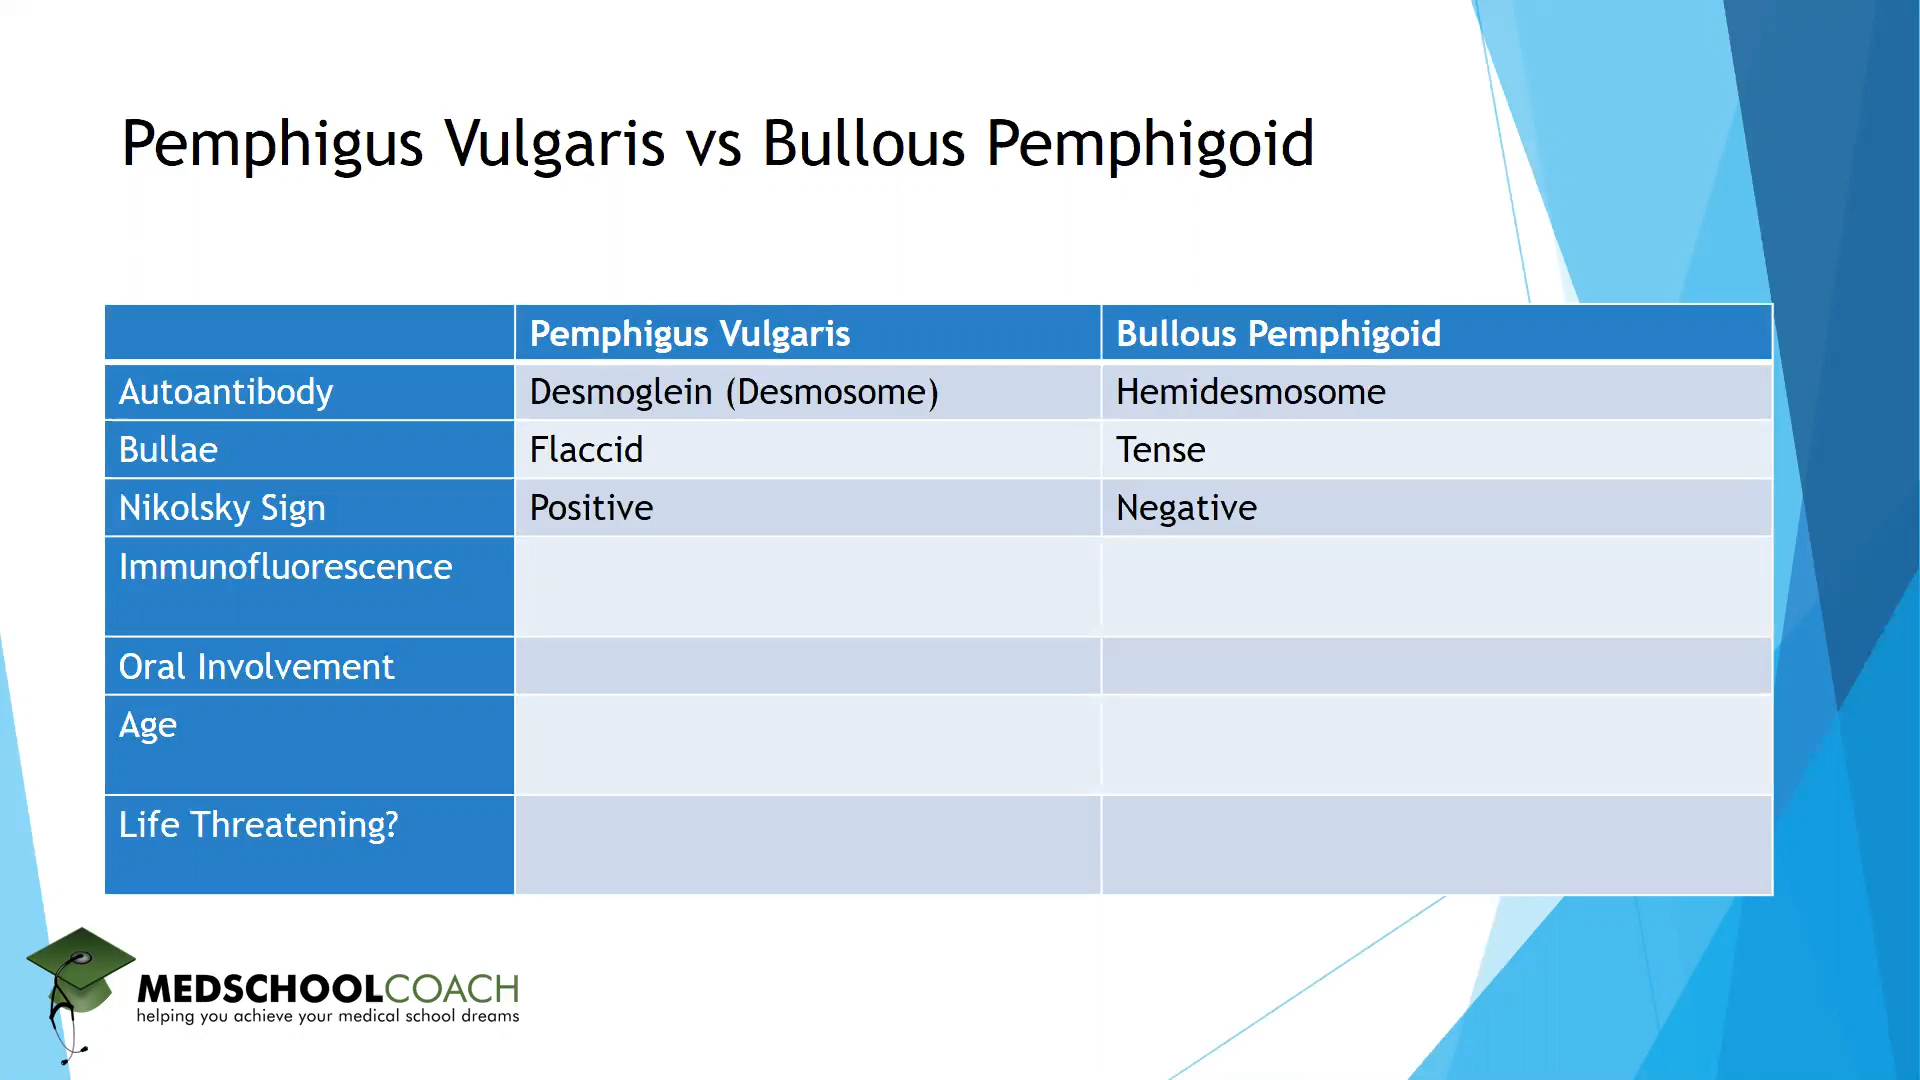 Pemphigus Vulgaris vs Bullous Pemphigoid
Pemphigus Vulgaris Bullous Pemphigoid
Autoantibody Desmoglein (Desmosome) Hemidesmosome
Bullae Flaccid Tense
Nikolsky Sign Positive Negative
Immunofluorescence
Oral Involvement
Age
Life Threatening?
MEDSCHOOLCOACH
helping you achieve your medical school dreams